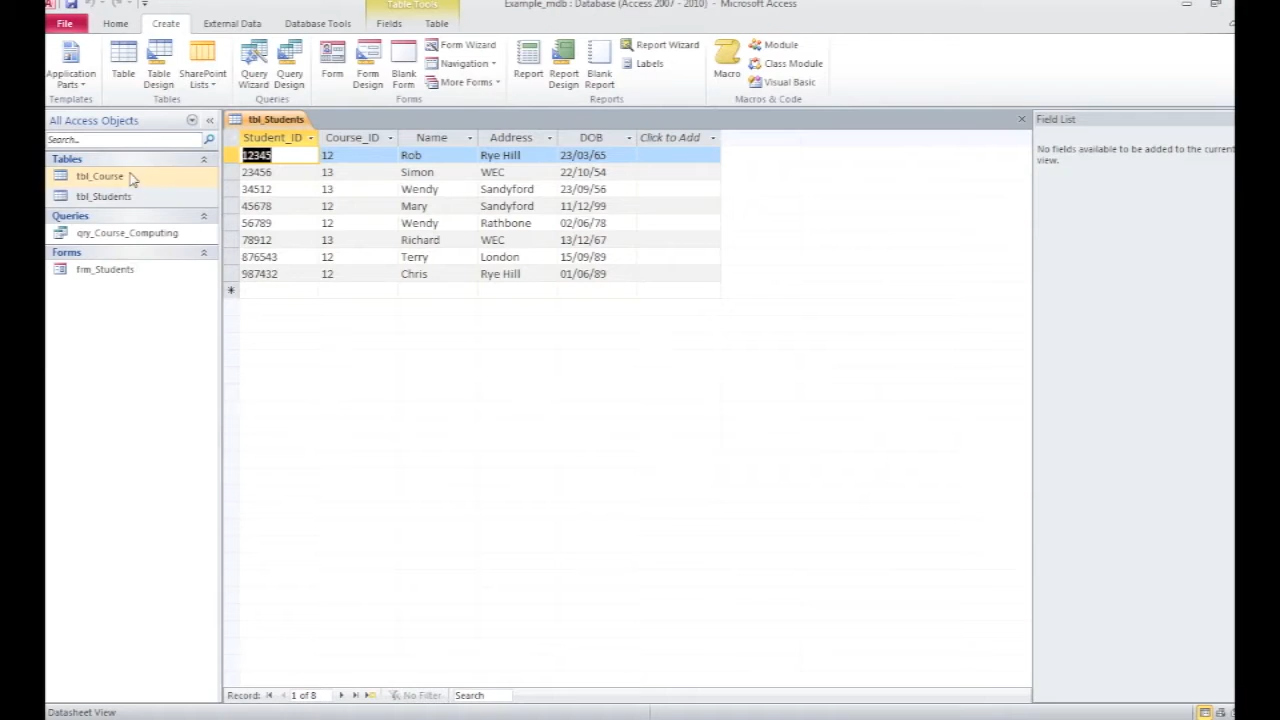 Table Tools
Example_mdb : Database (Access 2007 - 2010) - Microsoft Access
File Home Create External Data Database Tools Fields Table
Application Parts
Table
Table Design
SharePoint Lists
Query Wizard
Query Design
Form
Form Design
Blank Form
Form Wizard
Navigation
More Forms
Report
Report Design
Blank Report
Report Wizard
Labels
Macro
Module
Class Module
Visual Basic
Templates Tables Queries Forms Reports Macros & Code
All Access Objects
Search...
Tables
tbl_Course
tbl_Students
Queries
qry_Course_Computing
Forms
frm_Students
tbl_Students
Student_ID Course_ID Name Address DOB Click to Add
12345 12 Rob Rye Hill 23/03/65
23456 13 Simon WEC 22/10/54
34512 13 Wendy Sandyford 23/09/56
45678 12 Mary Sandyford 11/12/99
56789 12 Wendy Rathbone 02/06/78
78912 13 Richard WEC 13/12/67
876543 12 Terry London 15/09/89
987432 12 Chris Rye Hill 01/06/89
Field List
No fields available to be added to the current
view.
Record: 1 of 8 No Filter Search
Datasheet View